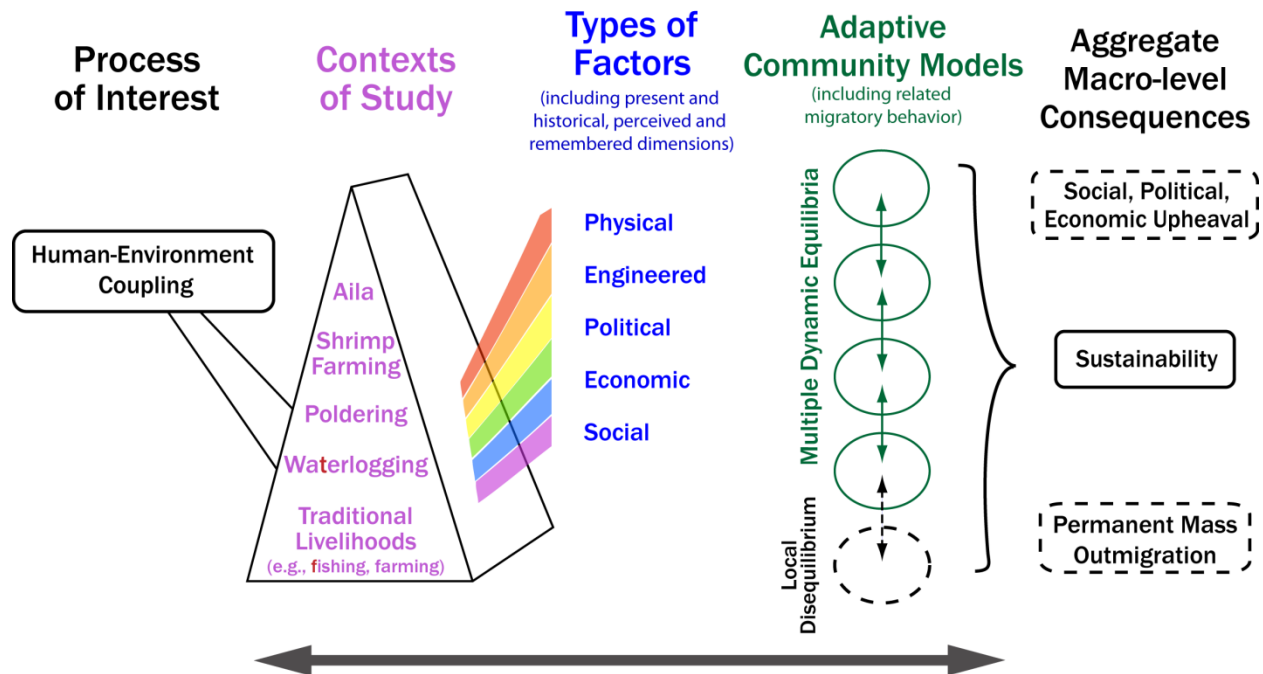 Process
of Interest
Contexts
of Study
Types of
Factors
(including present and
historical, perceived and
remembered dimensions)
Adaptive
Community Models
(including related
migratory behavior)
Aggregate
Macro-level
Consequences
Human-Environment
Coupling
Aila
Shrimp
Farming
Poldering
Waterlogging
Traditional
Livelihoods
(e.g., fishing, farming)
Physical
Engineered
Political
Economic
Social
Multiple Dynamic Equilibria
Local
Disequilibrium
Social, Political,
Economic Upheaval
Sustainability
Permanent Mass
Outmigration